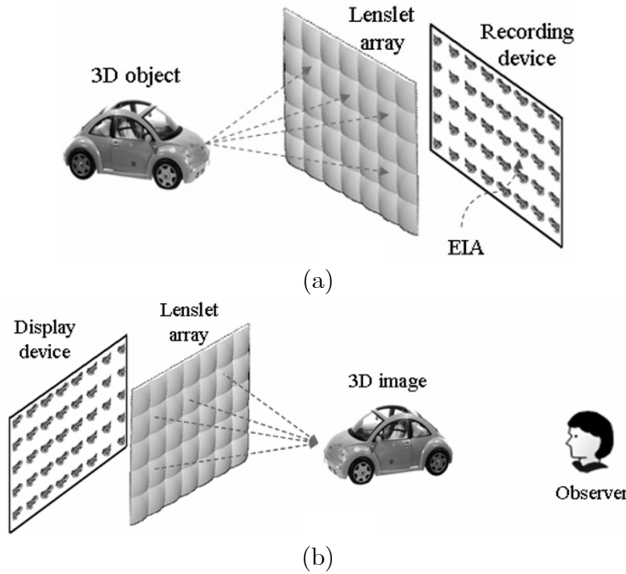 Lenslet
array
Recording
device
3D object
EIA
(a)
Lenslet
array
Display
device
3D image
Observer
(b)